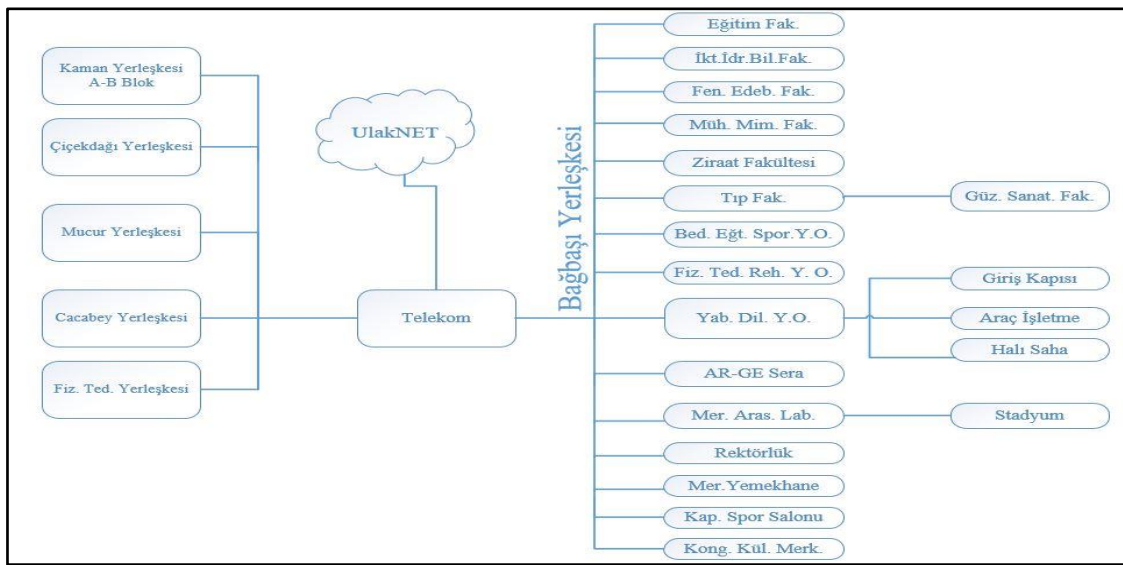 Kaman Yerleşkesi
A-B Blok
Çiçekdağı Yerleşkesi
Mucur Yerleşkesi
Cacabey Yerleşkesi
Fiz. Ted. Yerleşkesi
UlakNET
Telekom
Bağbaşı Yerleşkesi
Eğitim Fak.
İkt.İdr.Bil.Fak.
Fen. Edeb. Fak.
Müh. Mim. Fak.
Ziraat Fakültesi
Tıp Fak.
Bed. Eğt. Spor.Y.O.
Fiz. Ted. Reh. Y. O.
Yab. Dil. Y.O.
AR-GE Sera
Mer. Aras. Lab.
Rektörlük
Mer.Yemekhane
Kap. Spor Salonu
Kong. Kül. Merk.
Güz. Sanat. Fak.
Giriş Kapısı
Araç İşletme
Halı Saha
Stadyum